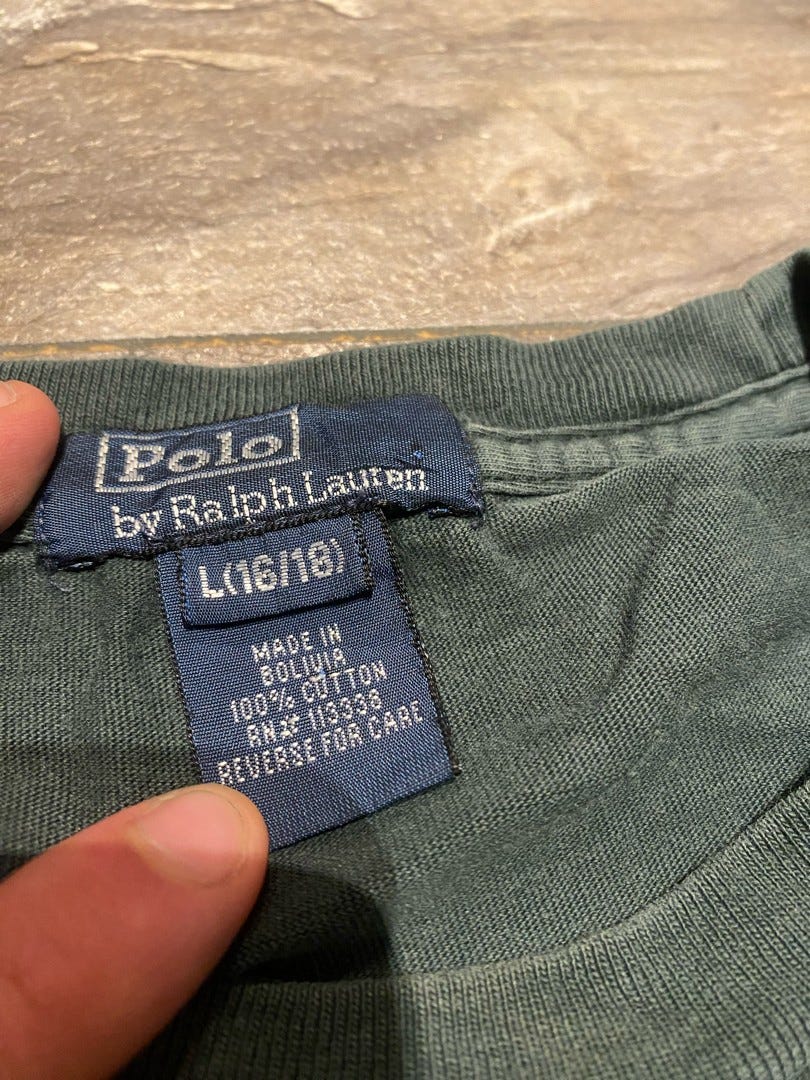 Polo
by Ralph Lauren
L(16/18)
MADE IN
BOLIVIA
100% COTTON
RN# 113338
REVERSE FOR CARE